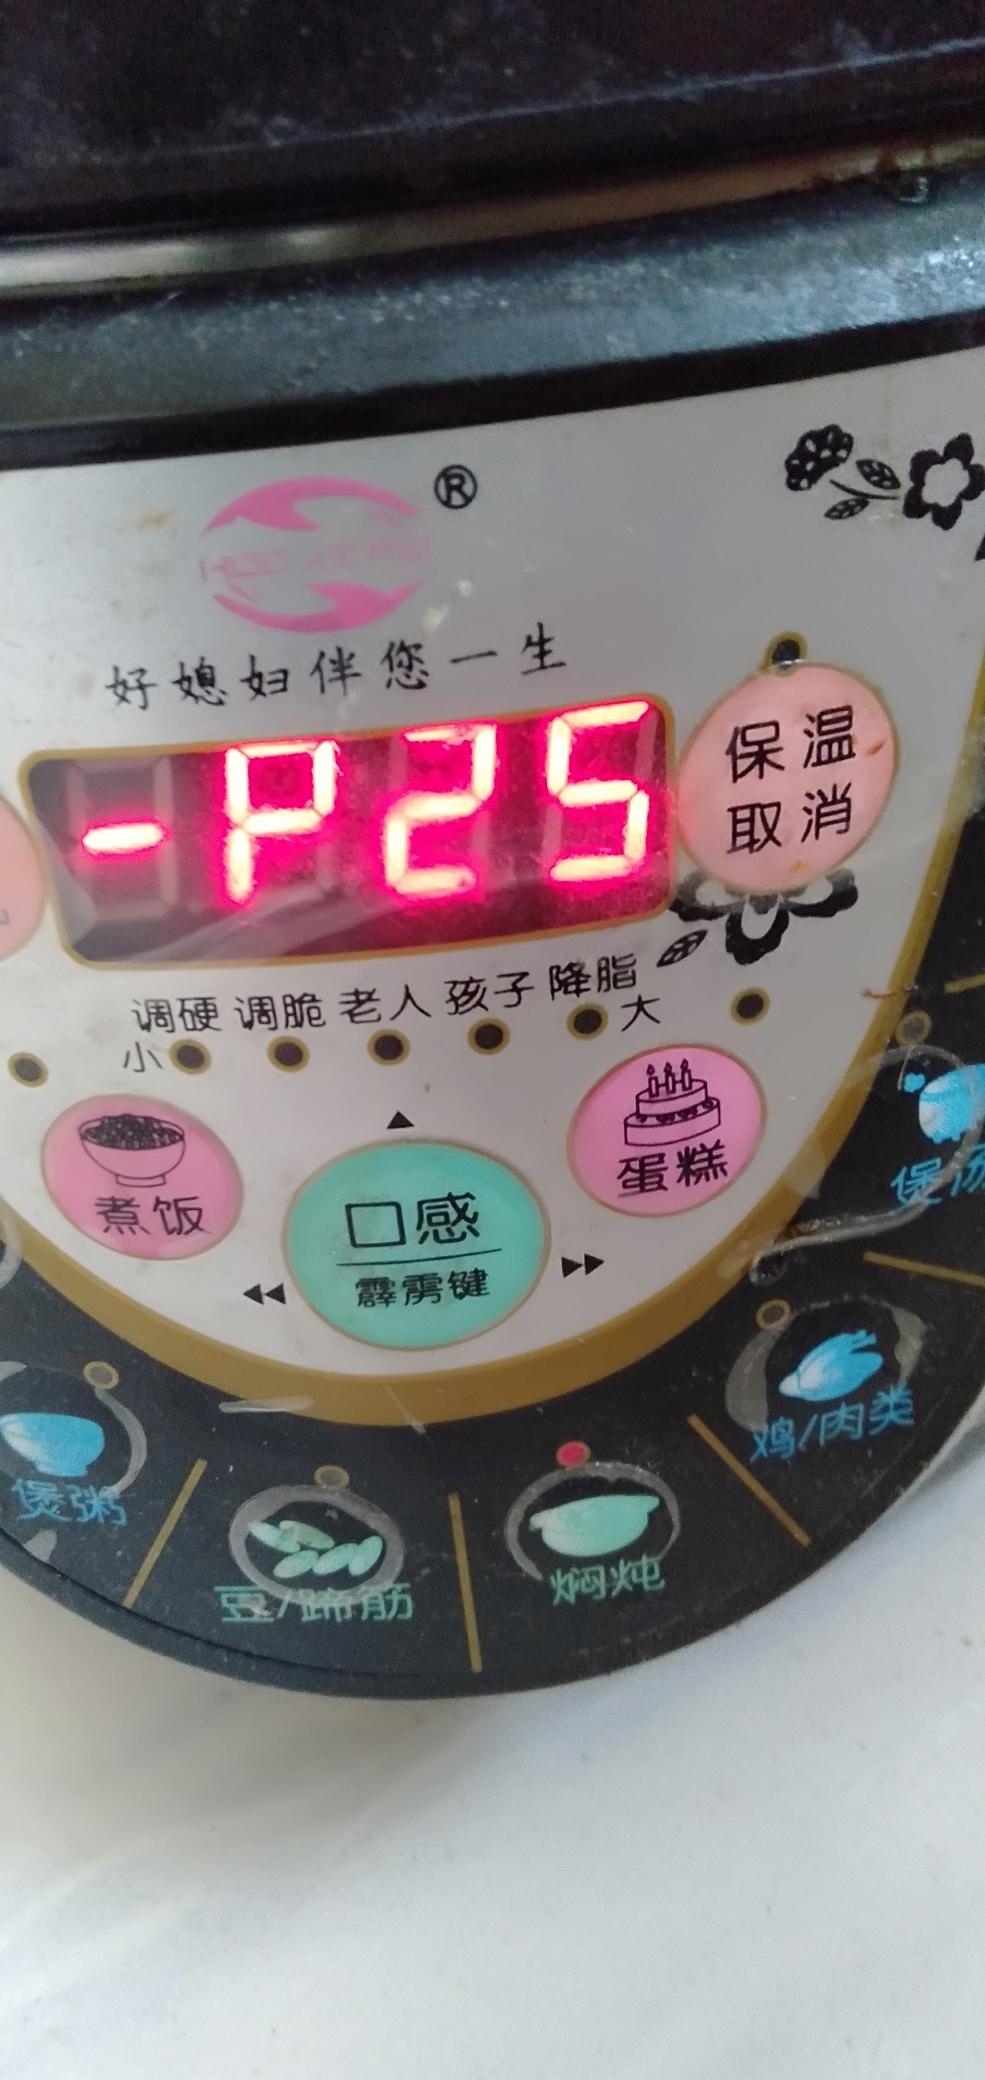 ®
好媳妇伴您一生
-P25
保温
取消
调硬 调脆 老人 孩子 降脂
小
大
煮饭
口感
霹雳键
蛋糕
煲汤
鸡/肉类
煲粥
豆/蹄筋
焖炖